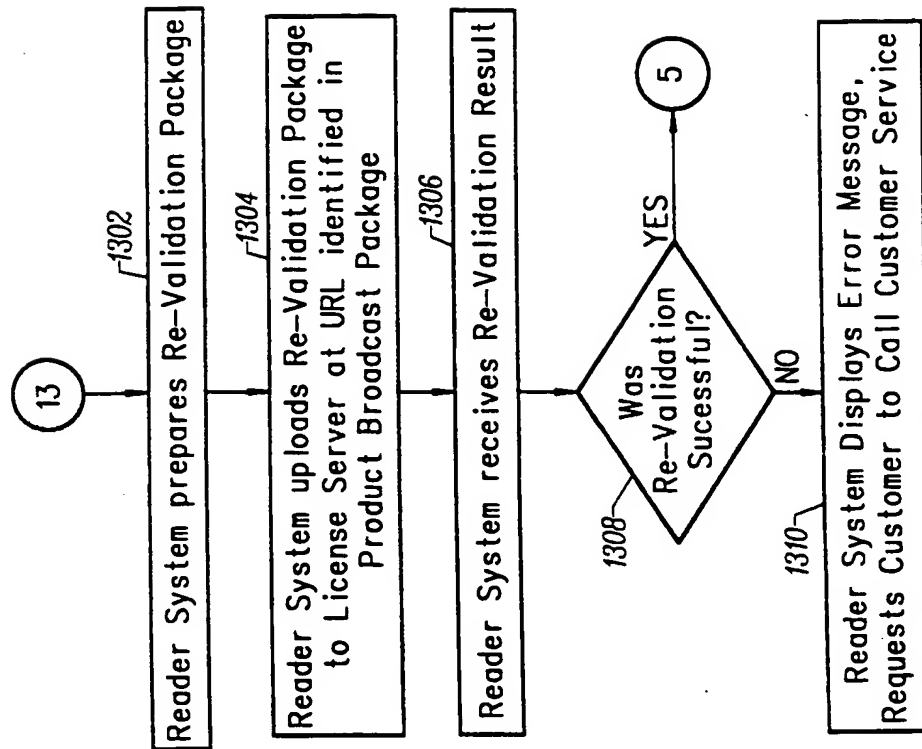 13
1302
Reader System prepares Re-Validation Package
1304
Reader System uploads Re-Validation Package
to License Server at URL identified in
Product Broadcast Package
1306
Reader System receives Re-Validation Result
1308
Was
Re-Validation
Sucessful?
YES
5
NO
1310
Reader System Displays Error Message,
Requests Customer to Call Customer Service